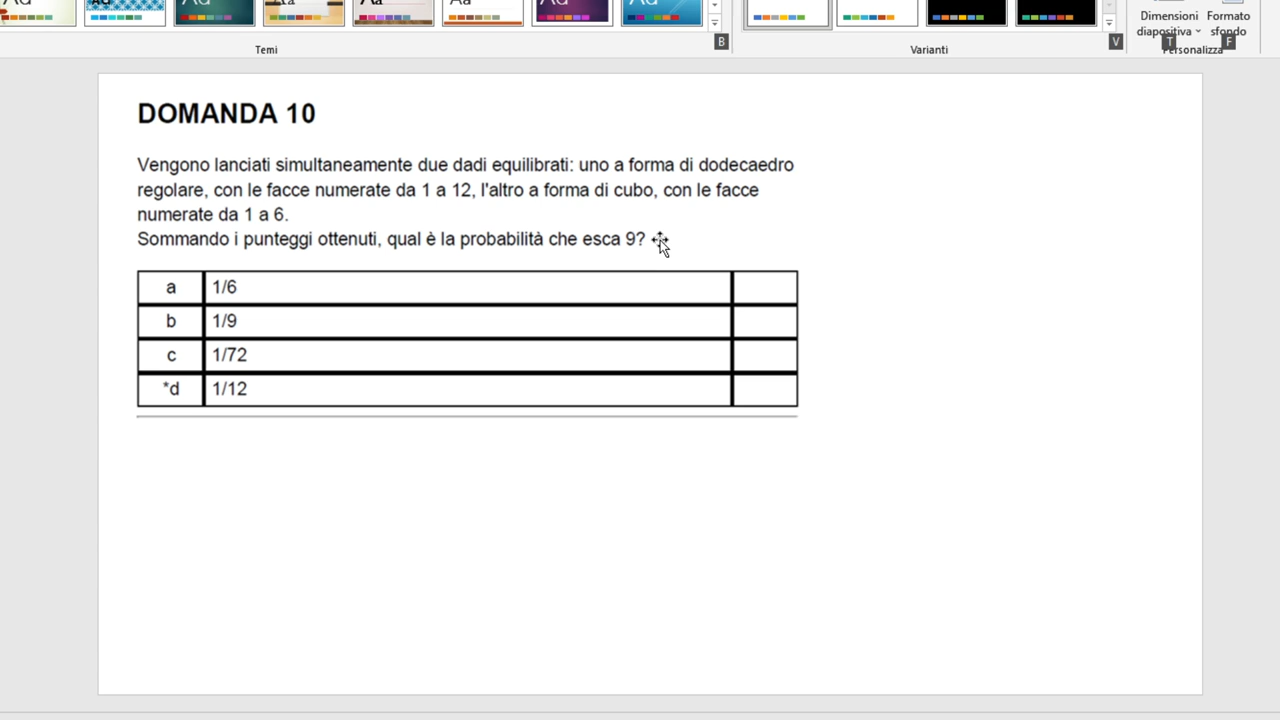 Aa
Aa
Dimensioni
Formato
diapositiva
sfondo
B
V
T
F
Temi
Varianti
Personalizza
DOMANDA 10
Vengono lanciati simultaneamente due dadi equilibrati: uno a forma di dodecaedro
regolare, con le facce numerate da 1 a 12, l'altro a forma di cubo, con le facce
numerate da 1 a 6.
Sommando i punteggi ottenuti, qual è la probabilità che esca 9?
a 1/6
b 1/9
c 1/72
*d 1/12